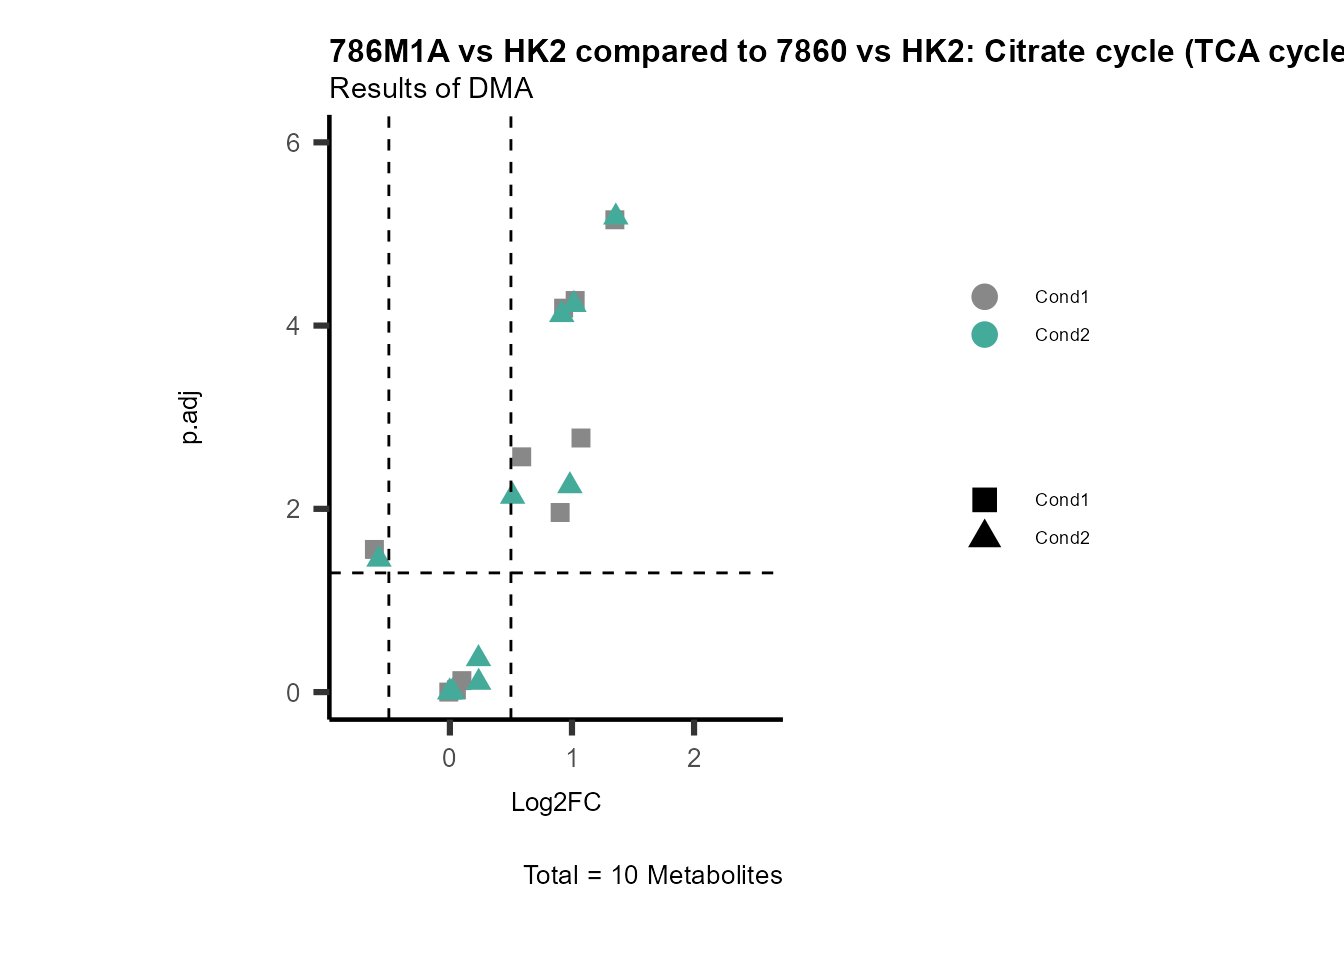 786M1A vs HK2 compared to 7860 vs HK2: Citrate cycle (TCA cycle
Results of DMA
6
4
2
0
p.adj
0 1 2
Log2FC
Total = 10 Metabolites
Cond1
Cond2
Cond1
Cond2